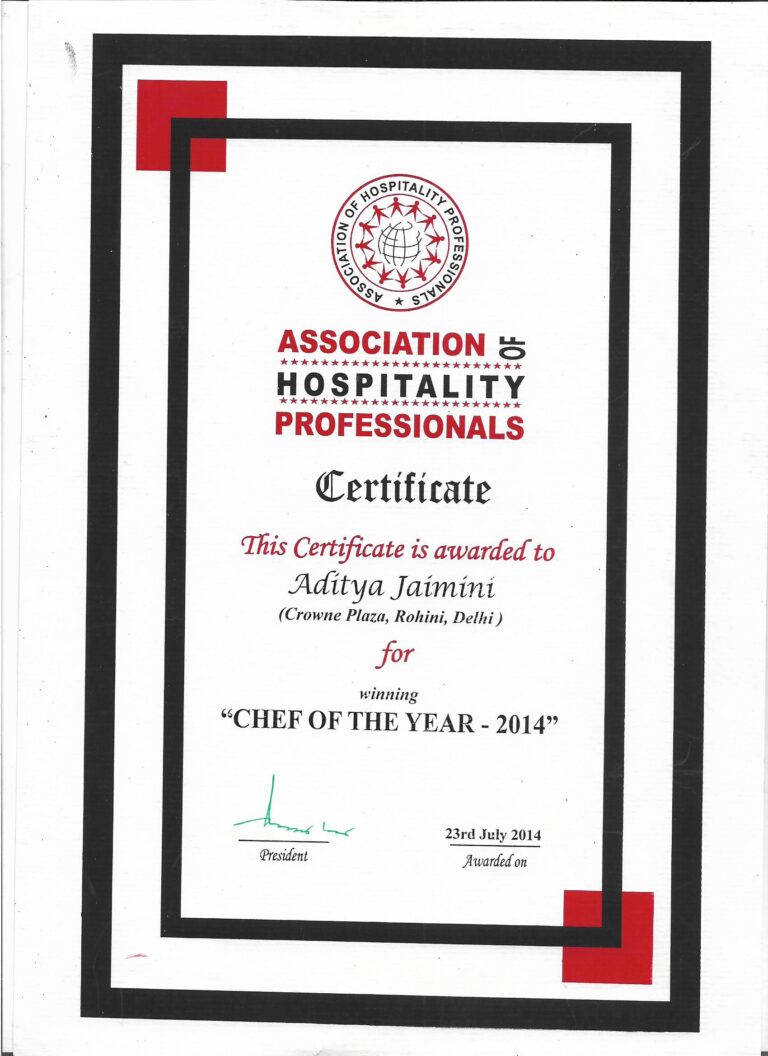 ASSOCIATION OF HOSPITALITY PROFESSIONALS
ASSOCIATION OF
HOSPITALITY
PROFESSIONALS
Certificate
This Certificate is awarded to
Aditya Jaimini
(Crowne Plaza, Rohini, Delhi )
for
winning
“CHEF OF THE YEAR - 2014”
23rd July 2014
President
Awarded on